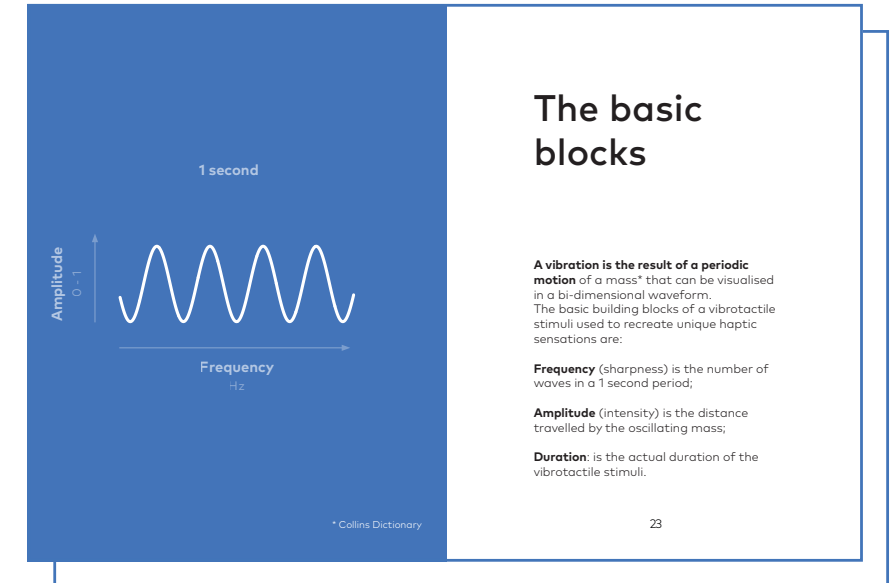 1 second
Amplitude
0 - 1
Frequency
Hz
* Collins Dictionary
The basic
blocks
A vibration is the result of a periodic
motion of a mass* that can be visualised
in a bi-dimensional waveform.
The basic building blocks of a vibrotactile
stimuli used to recreate unique haptic
sensations are:
Frequency (sharpness) is the number of
waves in a 1 second period;
Amplitude (intensity) is the distance
travelled by the oscillating mass;
Duration: is the actual duration of the
vibrotactile stimuli.
23